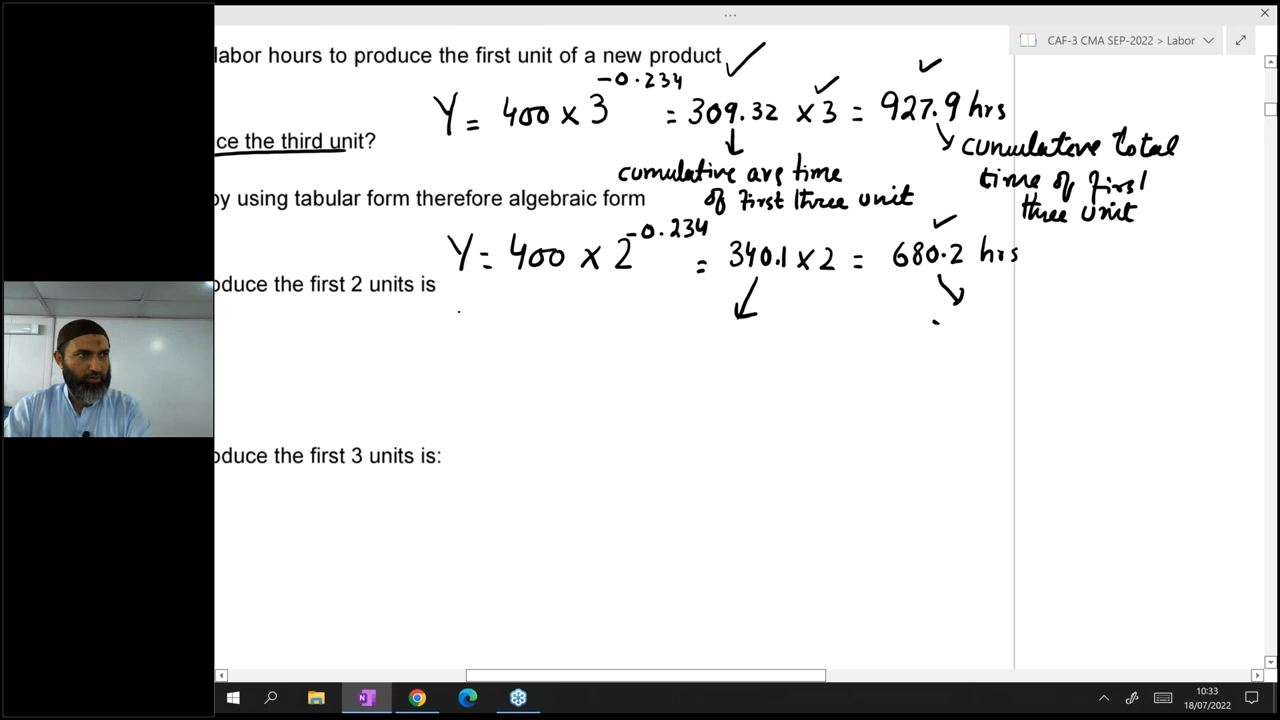 CAF-3 CMA SEP-2022 > Labor
labor hours to produce the first unit of a new product
Y = 400 × 3^-0.234 = 309.32 × 3 = 927.9 hrs
ce the third unit?
cumulative avg time
of first three unit
cumulative total
time of first
three unit
by using tabular form therefore algebraic form
Y = 400 × 2^-0.234 = 340.1 × 2 = 680.2 hrs
oduce the first 2 units is
oduce the first 3 units is:
10:33
18/07/2022